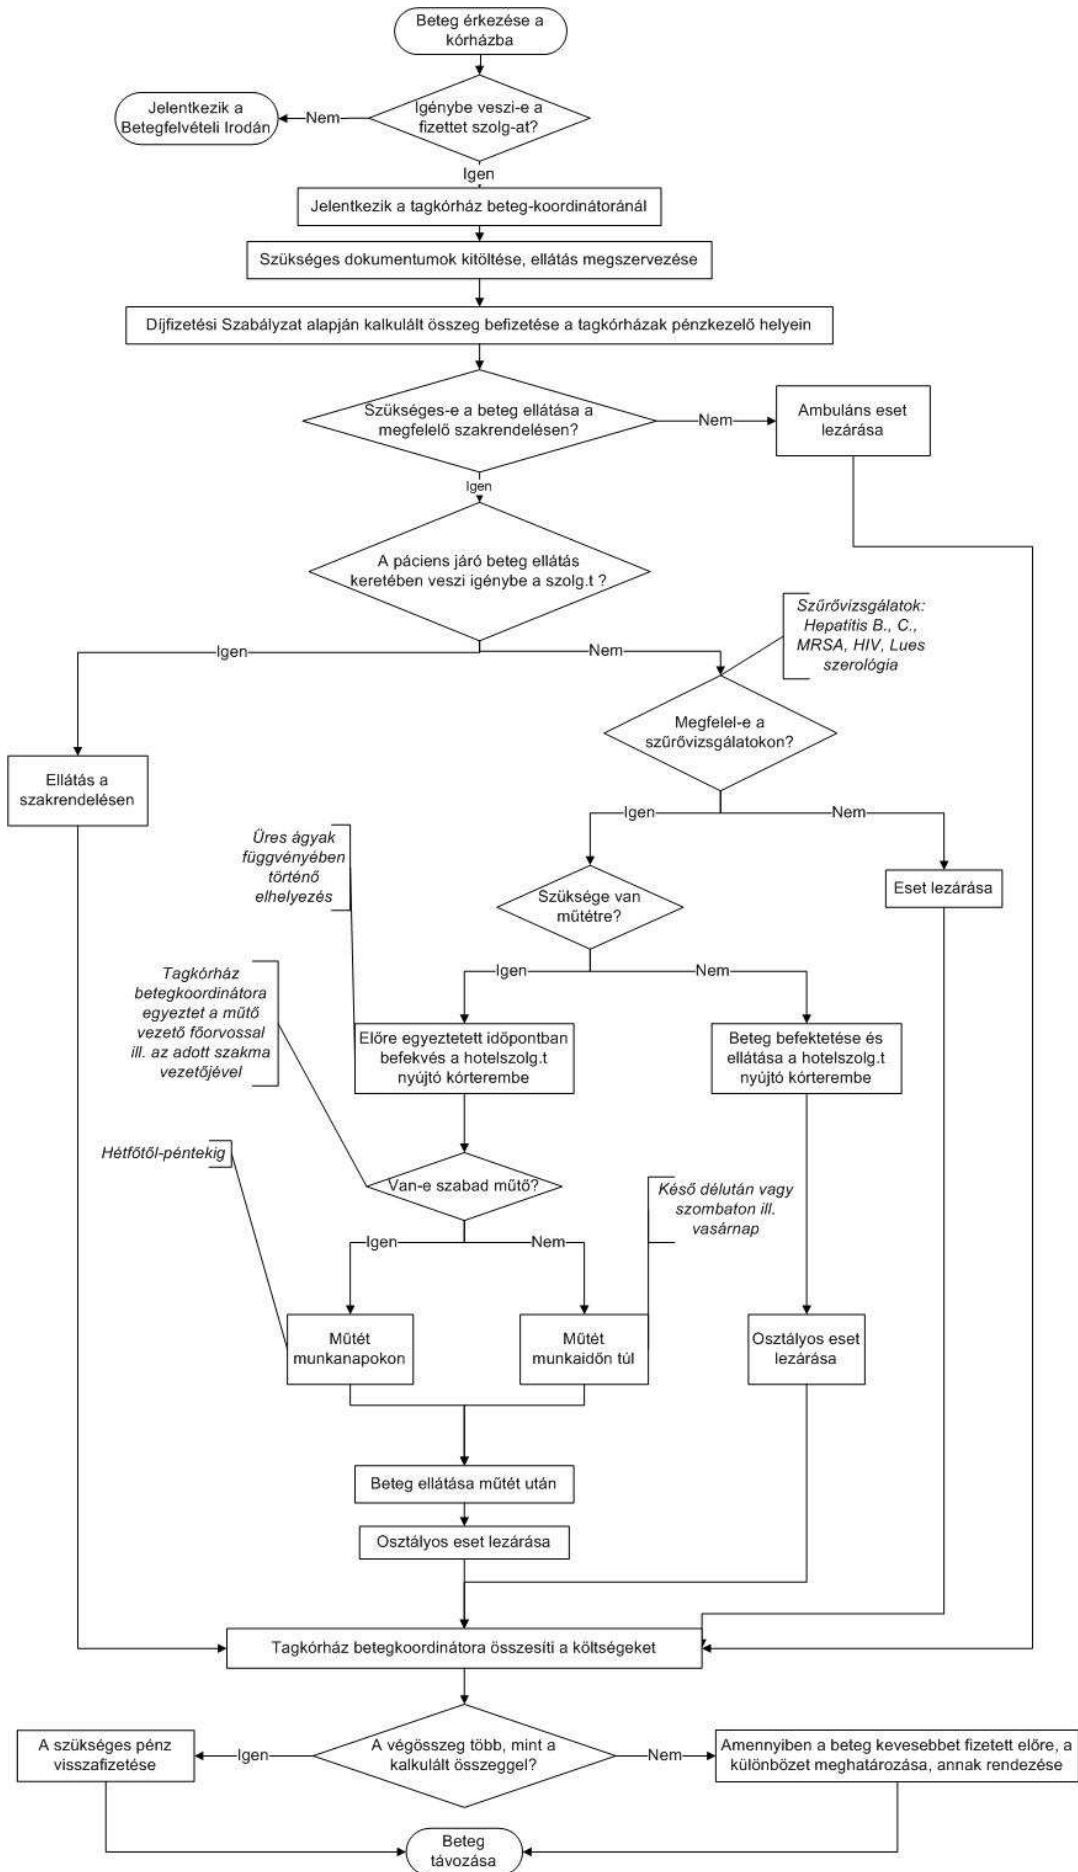 Beteg érkezése a
kórházba
Igénybe veszi-e a
fizettet szolg-at?
Nem
Jelentkezik a
Betegfelvételi Irodán
Igen
Jelentkezik a tagkórház beteg-koordinátoránál
Szükséges dokumentumok kitöltése, ellátás megszervezése
Díjfizetési Szabályzat alapján kalkulált összeg befizetése a tagkórházak pénzkezelő helyein
Szükséges-e a beteg ellátása a
megfelelő szakrendelésen?
Nem
Ambuláns eset
lezárása
Igen
A páciens járó beteg ellátás
keretében veszi igénybe a szolg.t ?
Szűrővizsgálatok:
Hepatítis B., C.,
MRSA, HIV, Lues
szerológia
Igen
Nem
Megfelel-e a
szűrővizsgálatokon?
Ellátás a
szakrendelésen
Igen
Nem
Üres ágyak
függvényében
történő
elhelyezés
Szüksége van
műtétre?
Eset lezárása
Igen
Nem
Tagkórház
betegkoordinátora
egyeztet a műtő
vezető főorvossal
ill. az adott szakma
vezetőjével
Előre egyeztetett időpontban
befekvés a hotelszolg.t
nyújtó kórterembe
Beteg befektetése és
ellátása a hotelszolg.t
nyújtó kórterembe
Hétfőtől-péntekig
Van-e szabad műtő?
Késő délután vagy
szombaton ill.
vasárnap
Igen
Nem
Műtét
munkanapokon
Műtét
munkaidőn túl
Osztályos eset
lezárása
Beteg ellátása műtét után
Osztályos eset lezárása
Tagkórház betegkoordinátora összesíti a költségeket
A végösszeg több, mint a
kalkulált összeggel?
Igen
A szükséges pénz
visszafizetése
Nem
Amennyiben a beteg kevesebbet fizetett előre, a
különbözet meghatározása, annak rendezése
Beteg
távozása